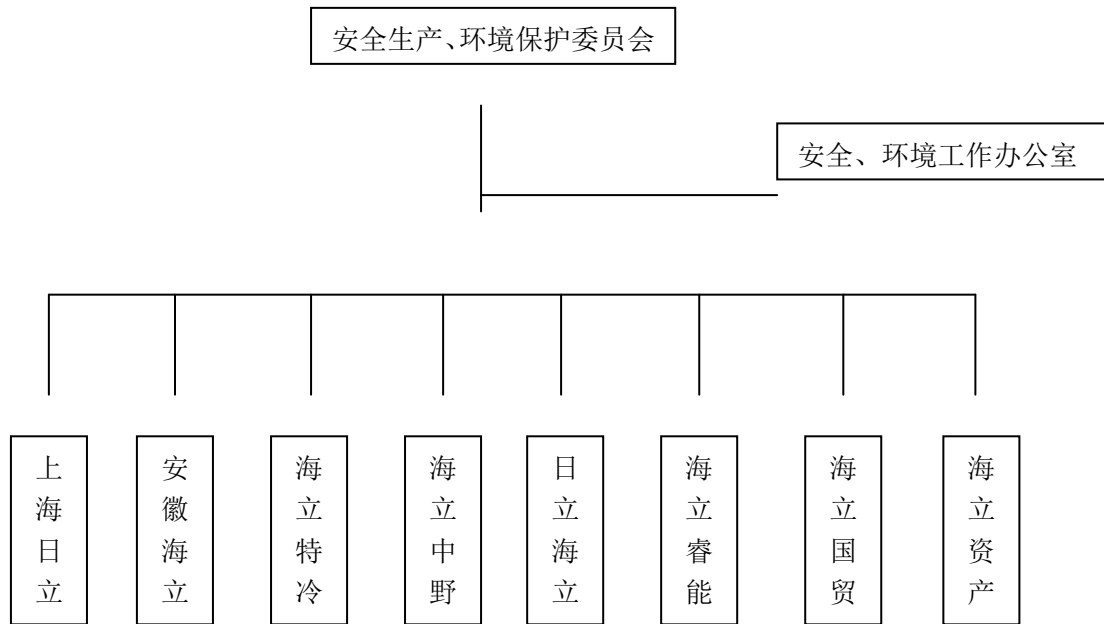 安全生产、环境保护委员会
安全、环境工作办公室
上海日立
安徽海立
海立特冷
海立中野
日立海立
海立睿能
海立国贸
海立资产